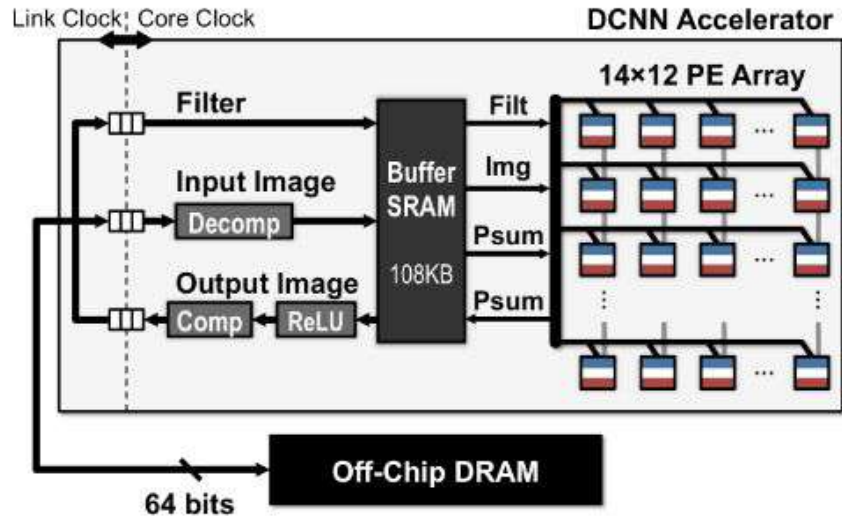 Link Clock
Core Clock
DCNN Accelerator
14×12 PE Array
Filter
Input Image
Decomp
Output Image
Comp
ReLU
Buffer
SRAM
108KB
Filt
Img
Psum
Psum
...
...
...
...
Off-Chip DRAM
64 bits